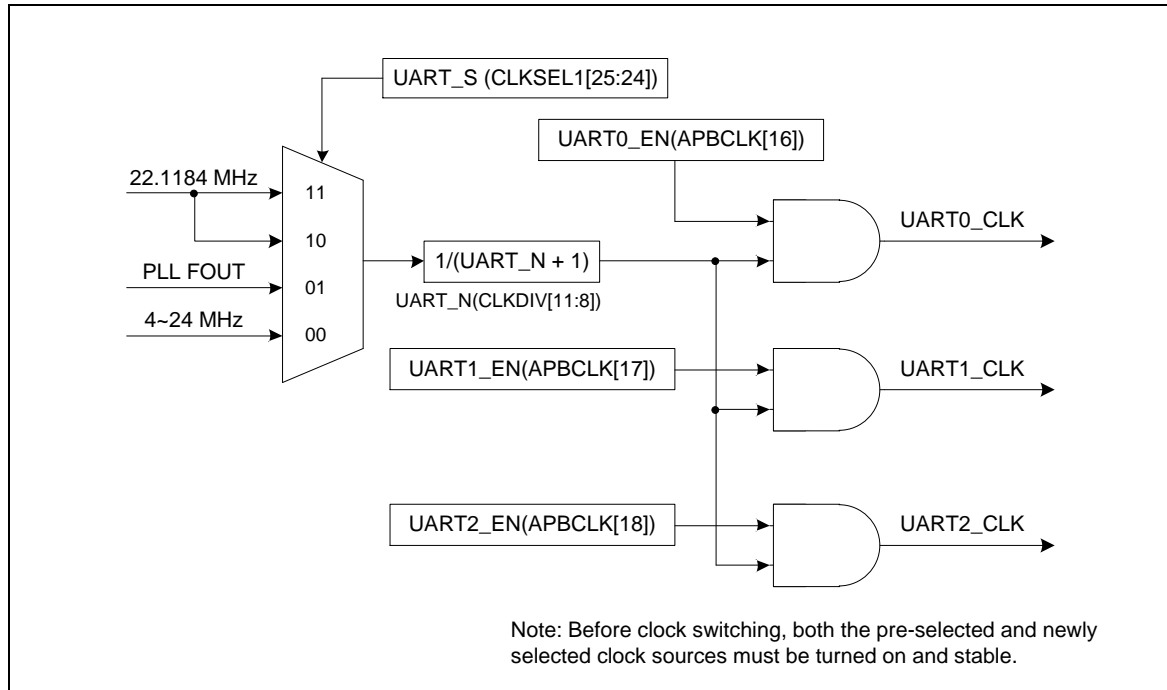 UART_S (CLKSEL1[25:24])
UART0_EN(APBCLK[16])
22.1184 MHz
11
UART0_CLK
10
1/(UART_N + 1)
PLL FOUT
01
UART_N(CLKDIV[11:8])
4~24 MHz
00
UART1_EN(APBCLK[17])
UART1_CLK
UART2_EN(APBCLK[18])
UART2_CLK
Note: Before clock switching, both the pre-selected and newly
selected clock sources must be turned on and stable.